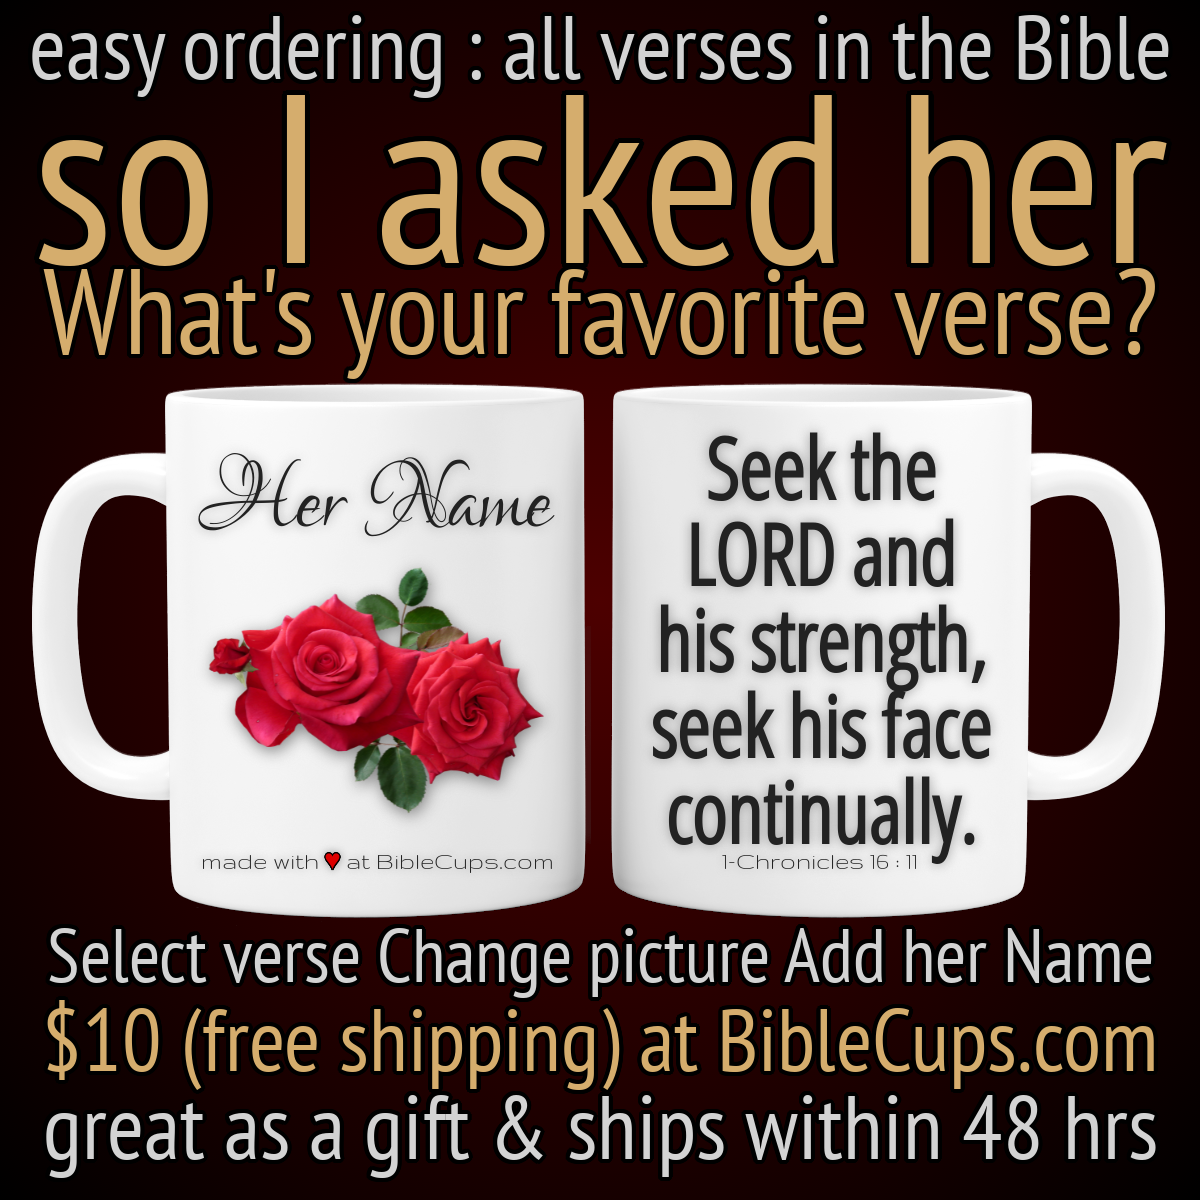 easy ordering : all verses in the Bible
so I asked her
What's your favorite verse?
Her Name
made with at BibleCups.com
Seek the
LORD and
his strength,
seek his face
continually.
1-Chronicles 16 : 11
Select verse Change picture Add her Name
$10 (free shipping) at BibleCups.com
great as a gift & ships within 48 hrs